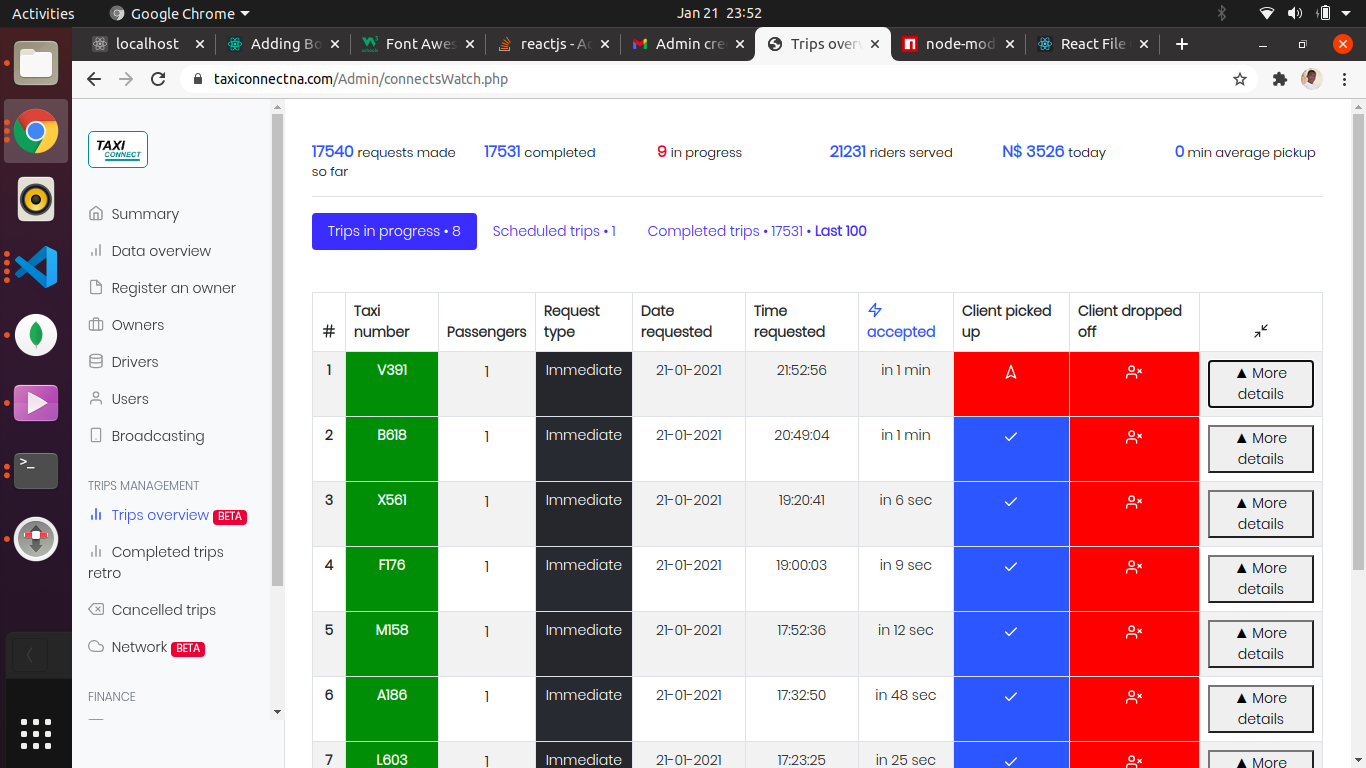 Activities Google Chrome Jan 21 23:52
localhost Adding Bo Font Awes reactjs - Ac Admin cre Trips over node-mod React File
taxiconnectna.com/Admin/connectsWatch.php
TAXI
CONNECT
Summary
Data overview
Register an owner
Owners
Drivers
Users
Broadcasting
TRIPS MANAGEMENT
Trips overview BETA
Completed trips
retro
Cancelled trips
Network BETA
FINANCE
17540 requests made 17531 completed 9 in progress 21231 riders served N$ 3526 today 0 min average pickup
so far
Trips in progress • 8 Scheduled trips • 1 Completed trips • 17531 • Last 100
# Taxi number Passengers Request type Date requested Time requested accepted Client picked up Client dropped off
1 V391 1 Immediate 21-01-2021 21:52:56 in 1 min ▲ More details
2 B618 1 Immediate 21-01-2021 20:49:04 in 1 min ▲ More details
3 X561 1 Immediate 21-01-2021 19:20:41 in 6 sec ▲ More details
4 F176 1 Immediate 21-01-2021 19:00:03 in 9 sec ▲ More details
5 M158 1 Immediate 21-01-2021 17:52:36 in 12 sec ▲ More details
6 A186 1 Immediate 21-01-2021 17:32:50 in 48 sec ▲ More details
7 L603 1 Immediate 21-01-2021 17:23:25 in 25 sec ▲ More